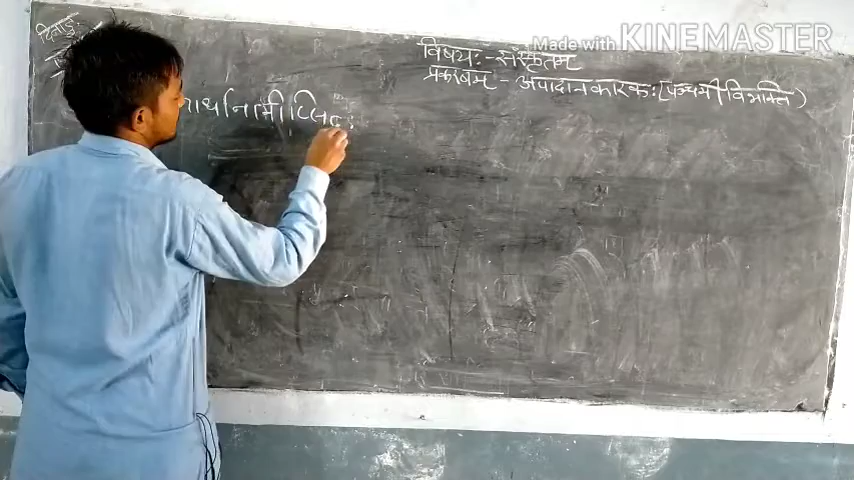 दिनाङ्कः
Made with KINEMASTER
विषयः - संस्कृतम्
प्रकरणम् - अपादानकारकः (पञ्चमी विभक्ति)
ार्थानामीप्सितः